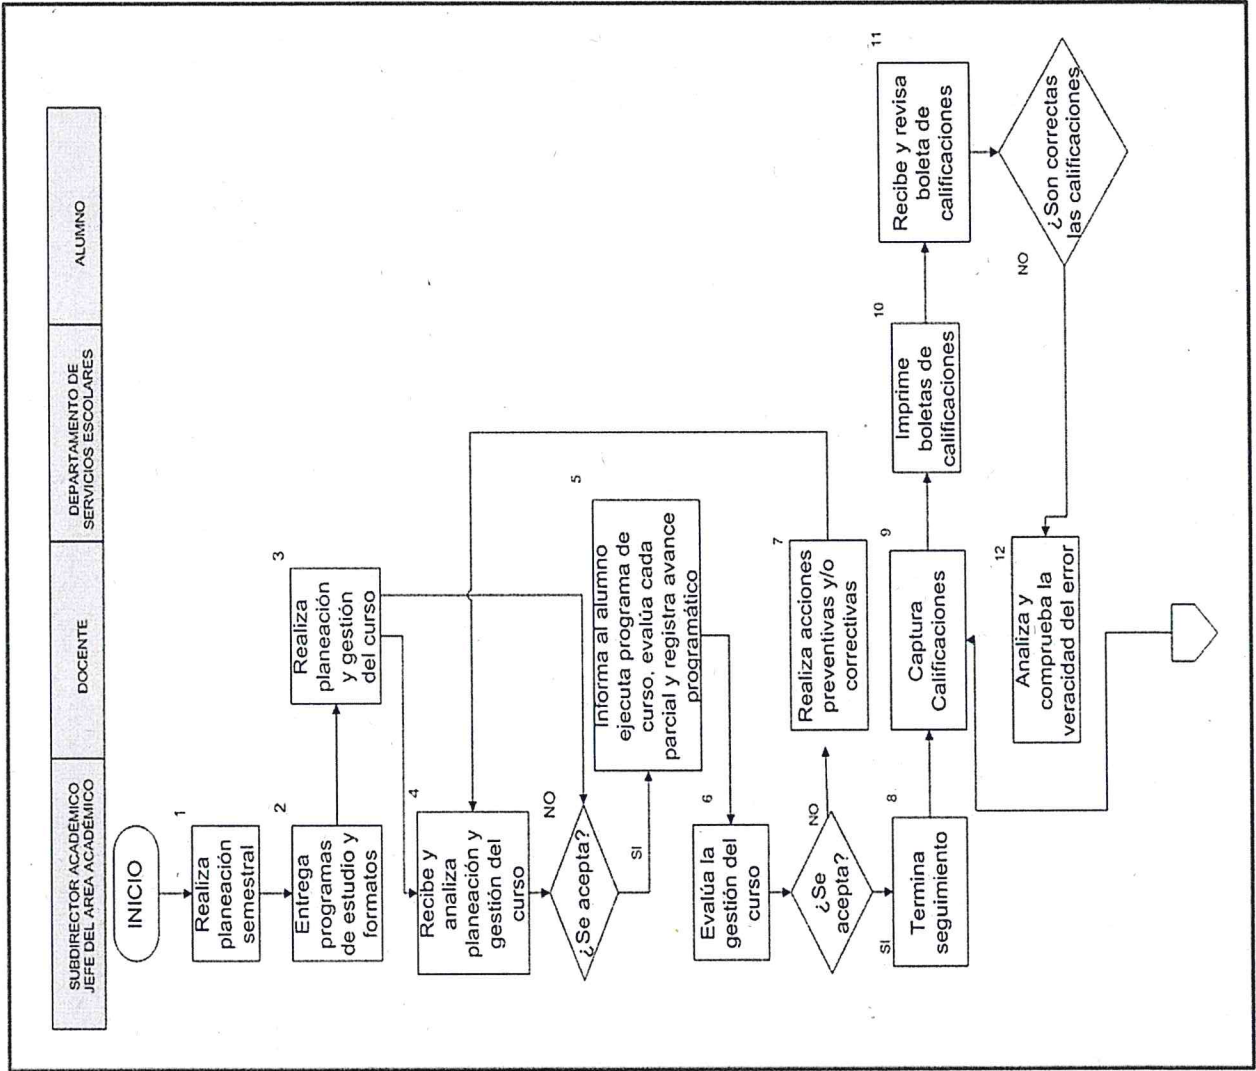 SUBDIRECTOR ACADÉMICO
JEFE DEL AREA ACADÉMICO
DOCENTE
DEPARTAMENTO DE
SERVICIOS ESCOLARES
ALUMNO
INICIO
1
Realiza
planeación
semestral
2
Entrega
programas
de estudio y
formatos
3
Realiza
planeación
y gestión
del curso
4
Recibe y
analiza
planeación y
gestión del
curso
¿Se acepta?
NO
SI
5
Informa al alumno
ejecuta programa de
curso, evalúa cada
parcial y registra avance
programático
6
Evalúa la
gestión del
curso
¿Se
acepta?
NO
SI
7
Realiza acciones
preventivas y/o
correctivas
8
Termina
seguimiento
9
Captura
Calificaciones
10
Imprime
boletas de
calificaciones
11
Recibe y revisa
boleta de
calificaciones
¿Son correctas
las calificaciones
NO
12
Analiza y
comprueba la
veracidad del error